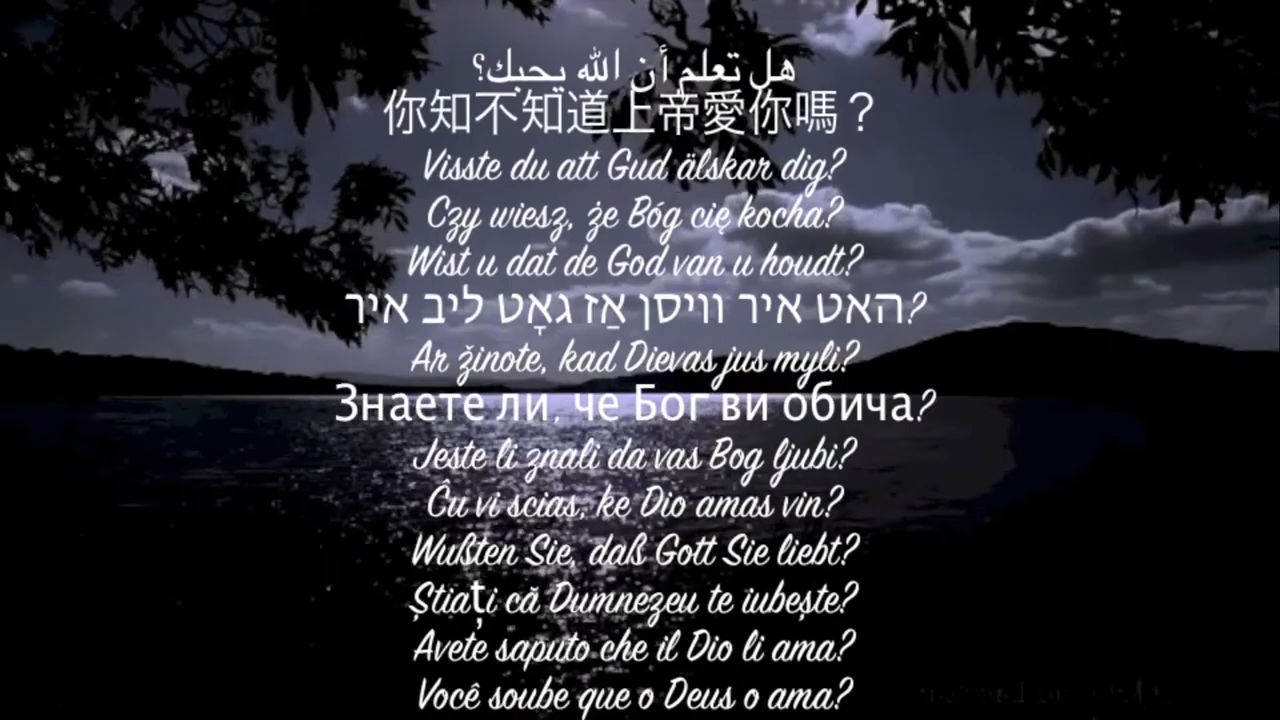 هل تعلم أن الله يحبك؟
你知不知道上帝愛你嗎？
Visste du att Gud älskar dig?
Czy wiesz, że Bóg cię kocha?
Wist u dat de God van u houdt?
האט איר וויסן אַז גאָט ליב איר?
Ar žinote, kad Dievas jus myli?
Знаете ли, че Бог ви обича?
Jeste li znali da vas Bog ljubi?
Ĉu vi scias, ke Dio amas vin?
Wußten Sie, daß Gott Sie liebt?
Știați că Dumnezeu te iubește?
Avete saputo che il Dio li ama?
Você soube que o Deus o ama?